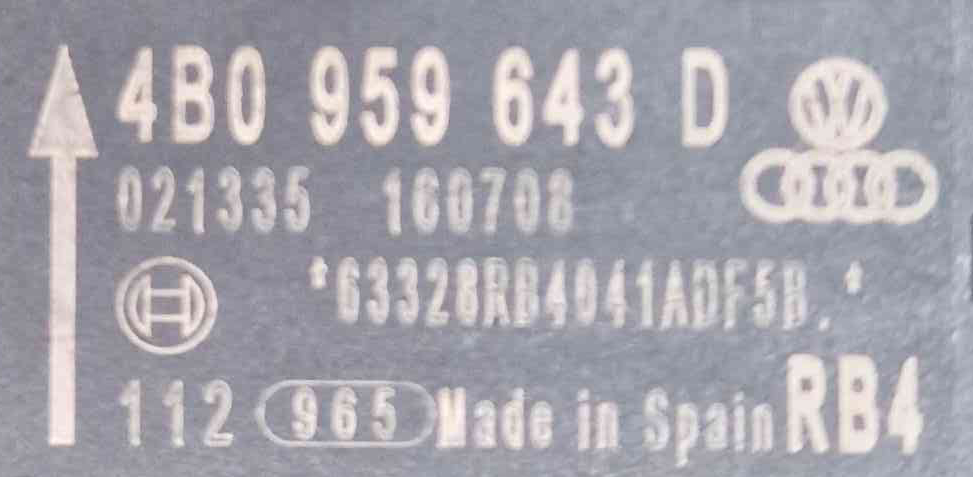 4B0 959 643 D
021335 160708
*63328RB4041ADF5B. *
112 965 Made in Spain RB4